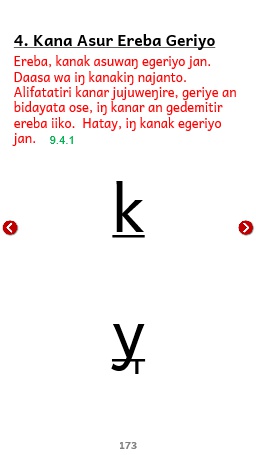 4. Kana Asur Ereba Geriyo
Ereba, kanak asuwaŋ egeriyo jan.
Daasa wa iŋ kanakiŋ najanto.
Alifatatiri kanar jujuweŋire, geriye an
bidayata ose, iŋ kanar an gedemitir
ereba iiko. Hatay, iŋ kanak egeriyo
jan. 9.4.1
k
y
173